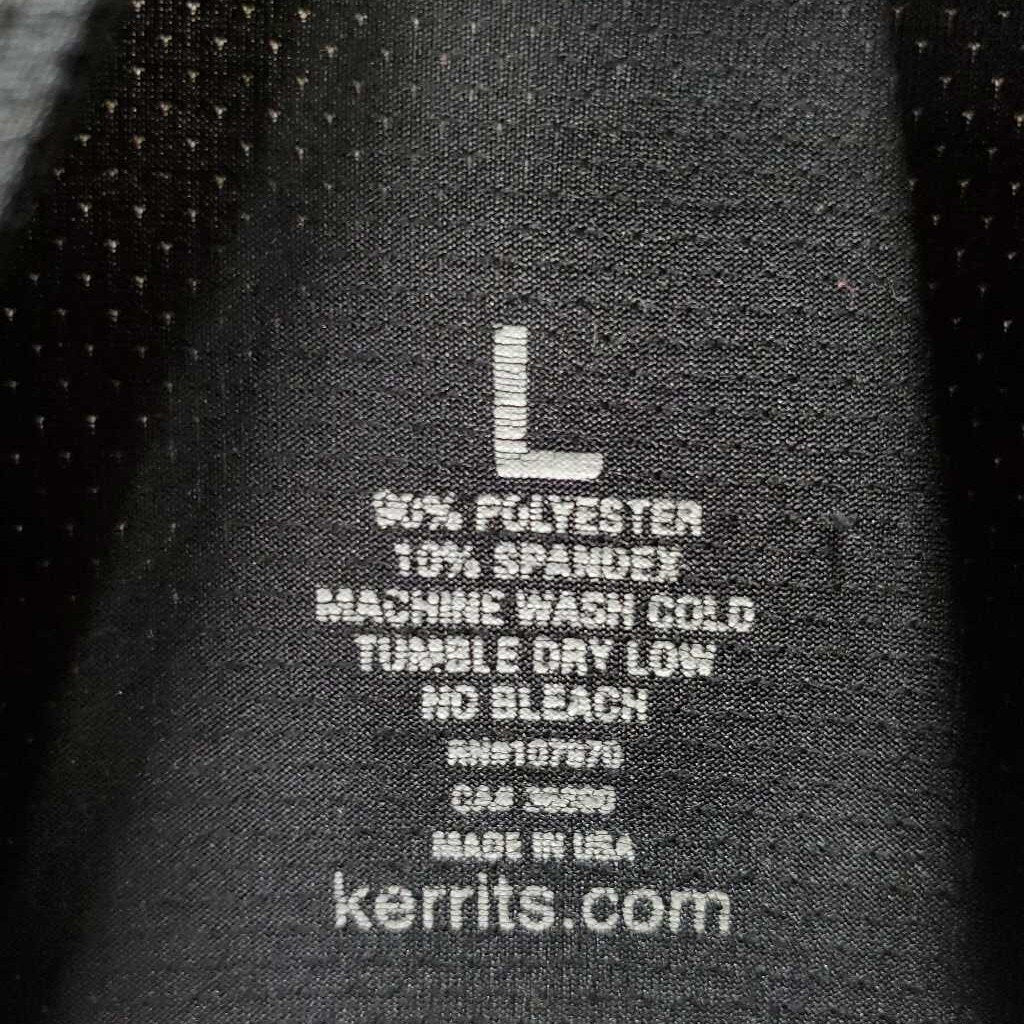 L
90% POLYESTER
10% SPANDEX
MACHINE WASH COLD
TUMBLE DRY LOW
NO BLEACH
MADE IN USA
kerrits.com